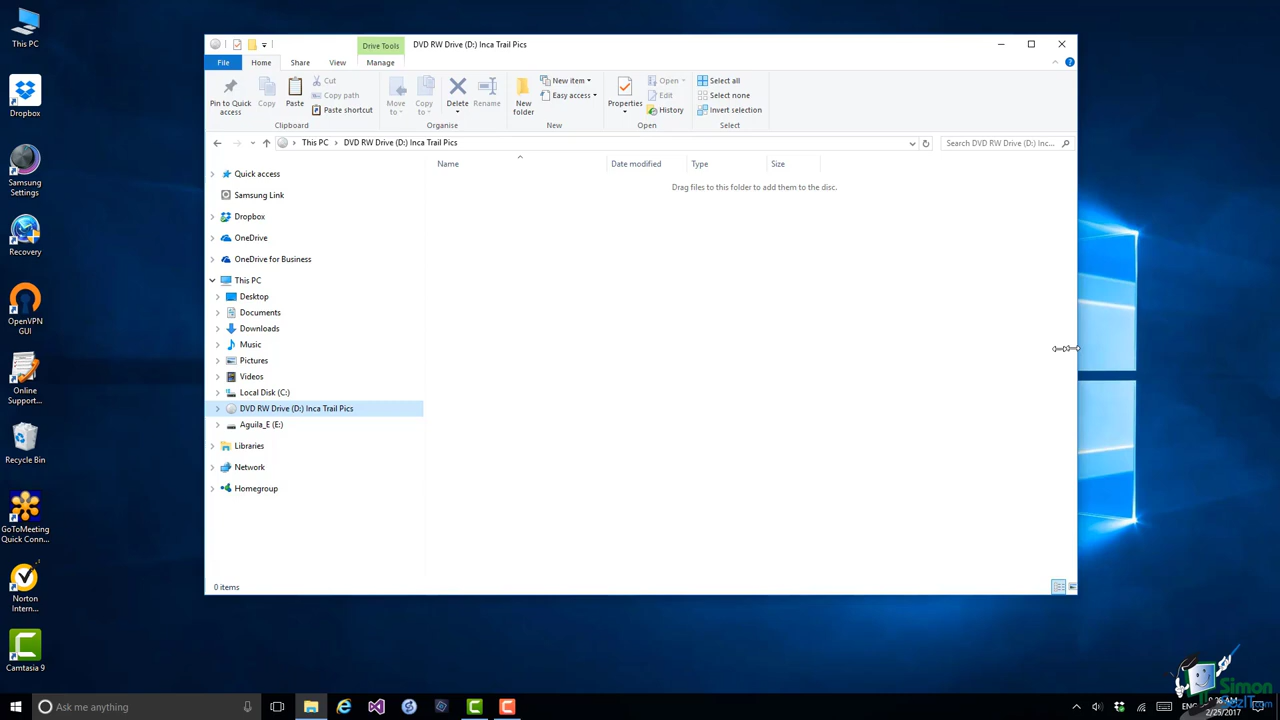 This PC
Dropbox
Samsung
Settings
Recovery
OpenVPN
GUI
Online
Support...
Recycle Bin
GoToMeeting
Quick Conn...
Norton
Intern...
Camtasia 9
Drive Tools
DVD RW Drive (D:) Inca Trail Pics
File
Home
Share
View
Manage
Pin to Quick
access
Copy
Paste
Cut
Copy path
Paste shortcut
Clipboard
Move
to
Copy
to
Delete
Rename
Organise
New
folder
New item
Easy access
New
Properties
Open
Edit
History
Open
Select all
Select none
Invert selection
Select
This PC
DVD RW Drive (D:) Inca Trail Pics
Search DVD RW Drive (D:) Inc...
Name
Date modified
Type
Size
Drag files to this folder to add them to the disc.
Quick access
Samsung Link
Dropbox
OneDrive
OneDrive for Business
This PC
Desktop
Documents
Downloads
Music
Pictures
Videos
Local Disk (C:)
DVD RW Drive (D:) Inca Trail Pics
Aguila_E (E:)
Libraries
Network
Homegroup
0 items
Ask me anything
ENG
2/25/2017
Simon
SezIT.com